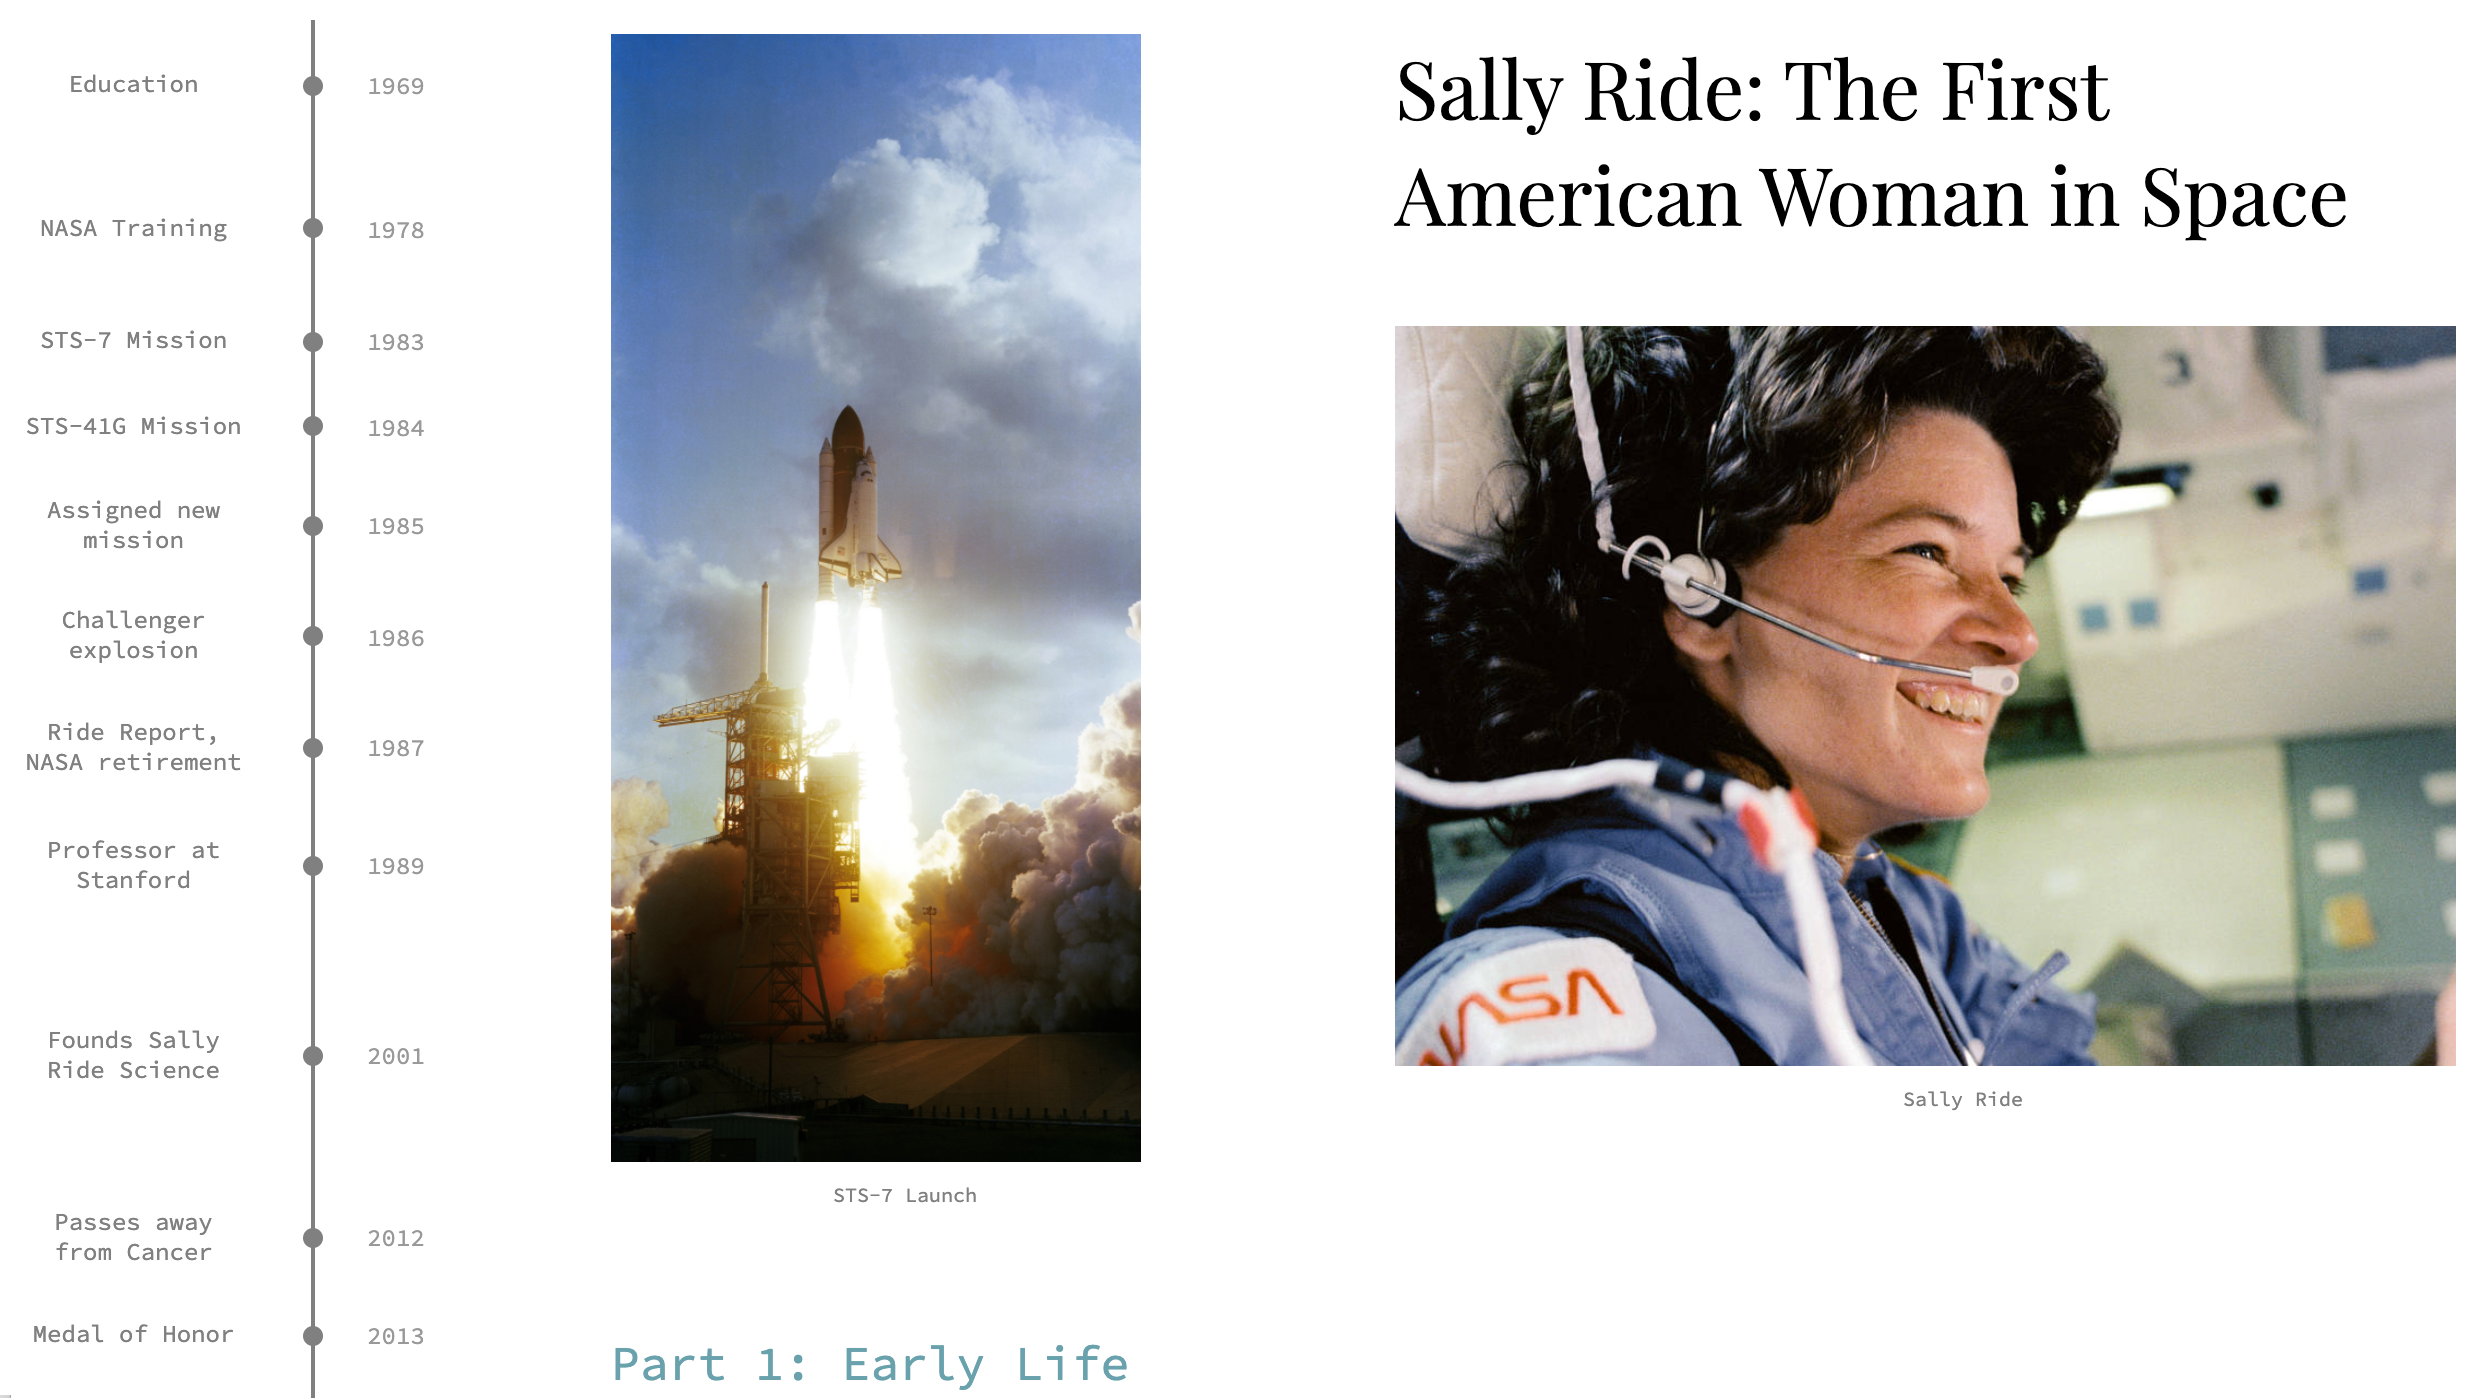 Education
1969
NASA Training
1978
STS-7 Mission
1983
STS-41G Mission
1984
Assigned new
mission
1985
Challenger
explosion
1986
Ride Report,
NASA retirement
1987
Professor at
Stanford
1989
Founds Sally
Ride Science
2001
Passes away
from Cancer
2012
Medal of Honor
2013
STS-7 Launch
Part 1: Early Life
Sally Ride: The First
American Woman in Space
NASA
Sally Ride